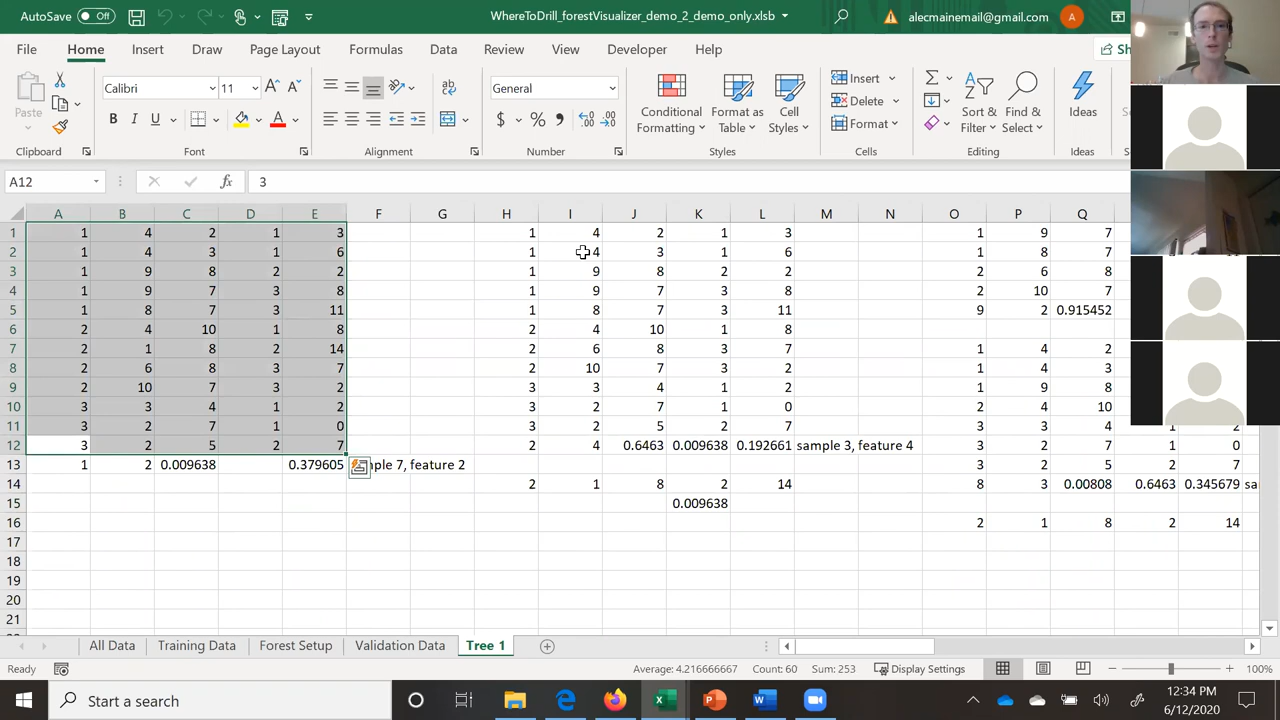 AutoSave Off WhereToDrill_forestVisualizer_demo_2_demo_only.xlsb alecmainemail@gmail.com A
File Home Insert Draw Page Layout Formulas Data Review View Developer Help Sh
Paste Calibri 11 A A ab General Conditional Formatting Format as Table Cell Styles Insert Delete Format Sort & Filter Find & Select Ideas
B I U A $ % 9
Clipboard Font Alignment Number Styles Cells Editing Ideas
A12 fx 3
A B C D E F G H I J K L M N O P Q
1 1 4 2 1 3 1 4 2 1 3 1 9 7
2 1 4 3 1 6 1 4 3 1 6 1 8 7
3 1 9 8 2 2 1 9 8 2 2 2 6 8
4 1 9 7 3 8 1 9 7 3 8 2 10 7
5 1 8 7 3 11 1 8 7 3 11 9 2 0.915452
6 2 4 10 1 8 2 4 10 1 8
7 2 1 8 2 14 2 6 8 3 7 1 4 2
8 2 6 8 3 7 2 10 7 3 2 1 4 3
9 2 10 7 3 2 3 3 4 1 2 1 9 8
10 3 3 4 1 2 3 2 7 1 0 2 4 10
11 3 2 7 1 0 3 2 5 2 7 3 3 4 1 2
12 3 2 5 2 7 2 4 0.6463 0.009638 0.192661 sample 3, feature 4 3 2 7 1 0
13 1 2 0.009638 0.379605 mple 7, feature 2 3 2 5 2 7
14 2 1 8 2 14 8 3 0.00808 0.6463 0.345679 sa
15 0.009638
16 2 1 8 2 14
17
18
19
20
21
All Data Training Data Forest Setup Validation Data Tree 1
Ready Average: 4.216666667 Count: 60 Sum: 253 Display Settings 100%
Start a search 12:34 PM
6/12/2020